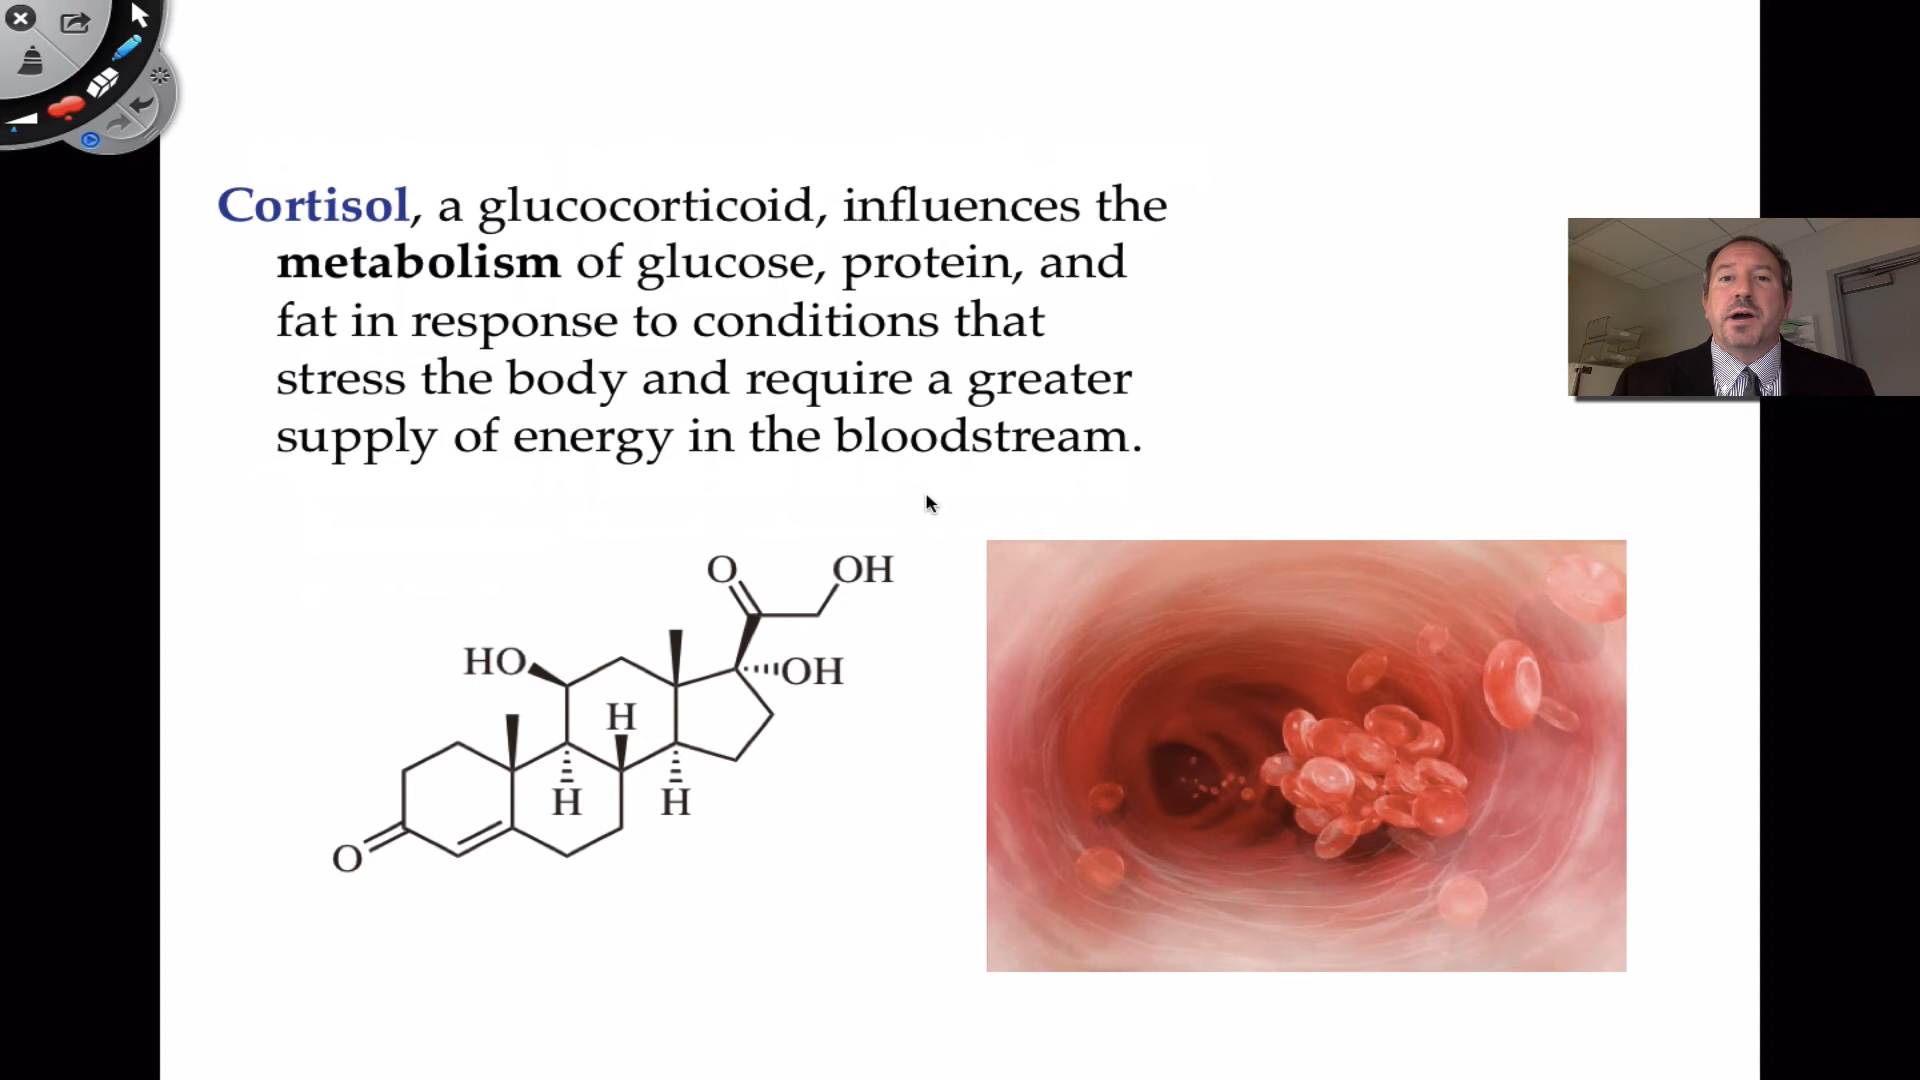 Cortisol, a glucocorticoid, influences the
metabolism of glucose, protein, and
fat in response to conditions that
stress the body and require a greater
supply of energy in the bloodstream.
O OH
HO OH
H
H H
O